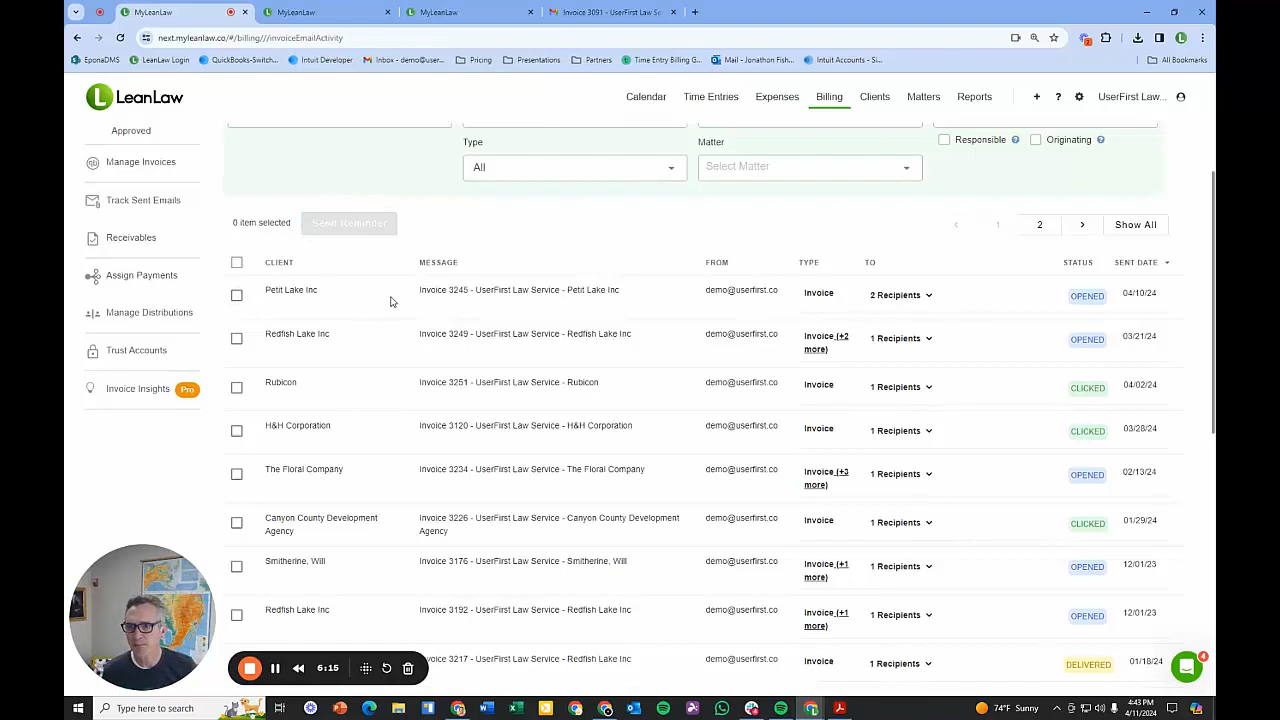 MyLeanLaw
MyLeanLaw
MyLeanLaw
Invoice 3091 - UserFirst Law Se
next.myleanlaw.co/#/billing///invoiceEmailActivity
EponaDMS
LeanLaw Login
QuickBooks-Switch...
Intuit Developer
Inbox - demo@user...
Pricing
Presentations
Partners
Time Entry Billing G...
Mail - Jonathon Fish...
Intuit Accounts - Si...
All Bookmarks
LeanLaw
Calendar
Time Entries
Expenses
Billing
Clients
Matters
Reports
UserFirst Law...
Approved
Manage Invoices
Track Sent Emails
Receivables
Assign Payments
Manage Distributions
Trust Accounts
Invoice Insights Pro
Type
Matter
Responsible
Originating
All
Select Matter
0 item selected
Send Reminder
1
2
Show All
CLIENT MESSAGE FROM TYPE TO STATUS SENT DATE
Petit Lake Inc Invoice 3245 - UserFirst Law Service - Petit Lake Inc demo@userfirst.co Invoice 2 Recipients OPENED 04/10/24
Redfish Lake Inc Invoice 3249 - UserFirst Law Service - Redfish Lake Inc demo@userfirst.co Invoice (+2 1 Recipients OPENED 03/21/24
more)
Rubicon Invoice 3251 - UserFirst Law Service - Rubicon demo@userfirst.co Invoice 1 Recipients CLICKED 04/02/24
H&H Corporation Invoice 3120 - UserFirst Law Service - H&H Corporation demo@userfirst.co Invoice 1 Recipients CLICKED 03/28/24
The Floral Company Invoice 3234 - UserFirst Law Service - The Floral Company demo@userfirst.co Invoice (+3 1 Recipients OPENED 02/13/24
more)
Canyon County Development Invoice 3226 - UserFirst Law Service - Canyon County Development demo@userfirst.co Invoice 1 Recipients CLICKED 01/29/24
Agency Agency
Smitherine, Will Invoice 3176 - UserFirst Law Service - Smitherine, Will demo@userfirst.co Invoice (+1 1 Recipients OPENED 12/01/23
more)
Redfish Lake Inc Invoice 3192 - UserFirst Law Service - Redfish Lake Inc demo@userfirst.co Invoice (+1 1 Recipients OPENED 12/01/23
more)
3217 - UserFirst Law Service - Redfish Lake Inc demo@userfirst.co Invoice 1 Recipients DELIVERED 01/18/24
6:15
4
Type here to search
74°F Sunny
4:43 PM
4/11/2024